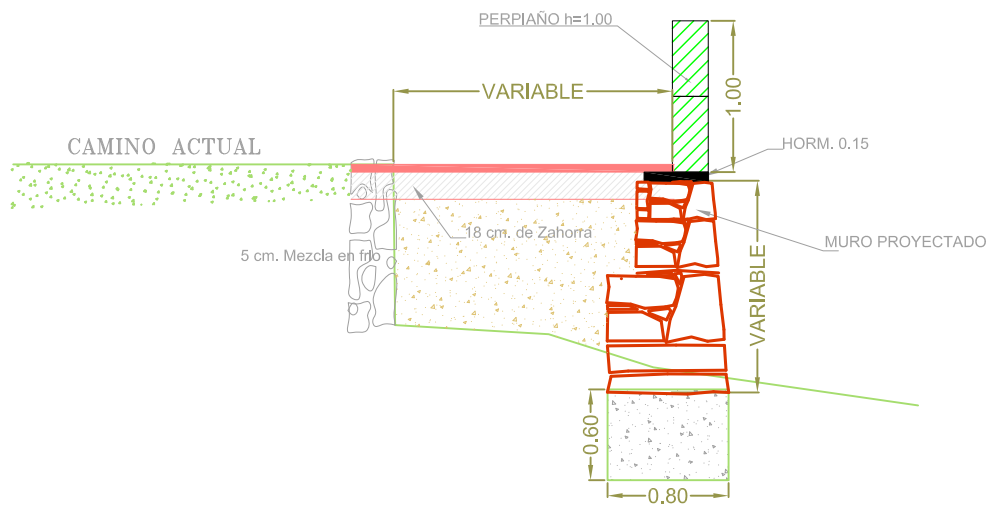 PERPIAÑO h=1.00
VARIABLE
1.00
CAMINO ACTUAL
HORM. 0.15
18 cm. de Zahorra
5 cm. Mezcla en frío
MURO PROYECTADO
VARIABLE
0.60
0.80